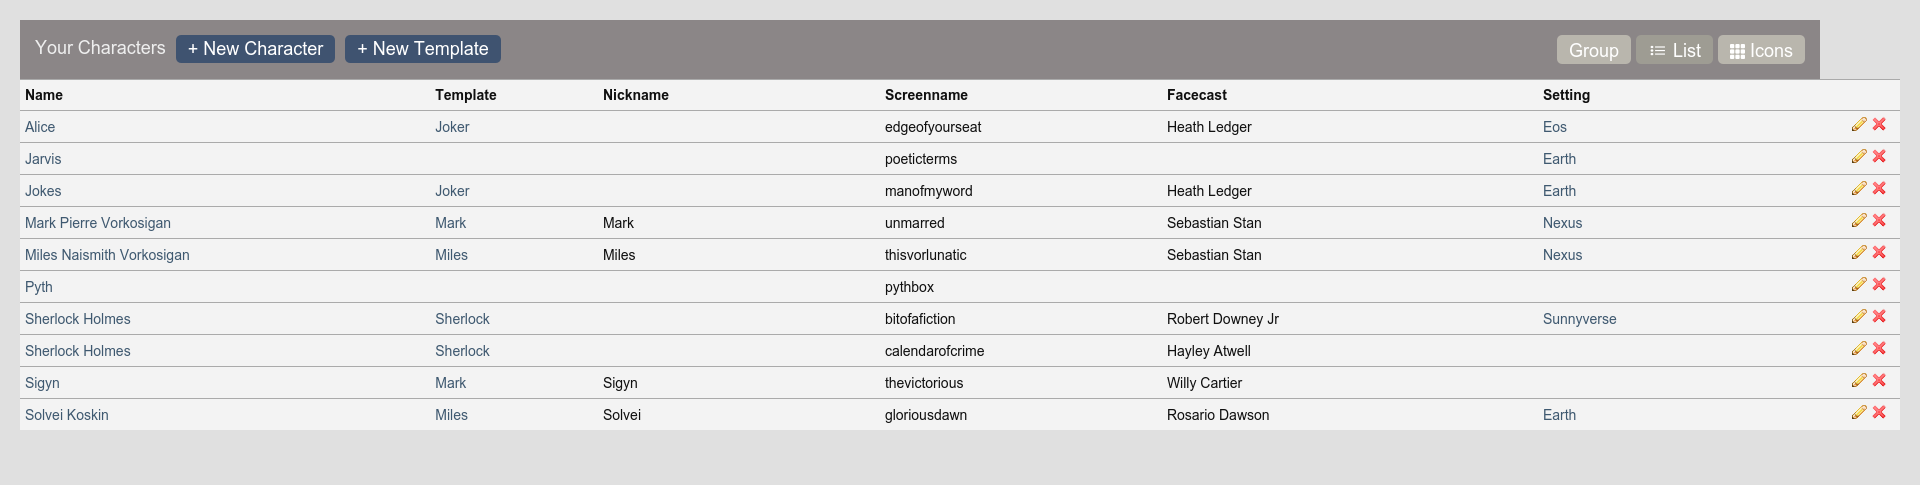 Your Characters + New Character + New Template Group List Icons
Name Template Nickname Screenname Facecast Setting
Alice Joker edgeofyourseat Heath Ledger Eos
Jarvis poeticterms Earth
Jokes Joker manofmyword Heath Ledger Earth
Mark Pierre Vorkosigan Mark Mark unmarred Sebastian Stan Nexus
Miles Naismith Vorkosigan Miles Miles thisvorlunatic Sebastian Stan Nexus
Pyth pythbox
Sherlock Holmes Sherlock bitofafiction Robert Downey Jr Sunnyverse
Sherlock Holmes Sherlock calendarofcrime Hayley Atwell
Sigyn Mark Sigyn thevictorious Willy Cartier
Solvei Koskin Miles Solvei gloriousdawn Rosario Dawson Earth